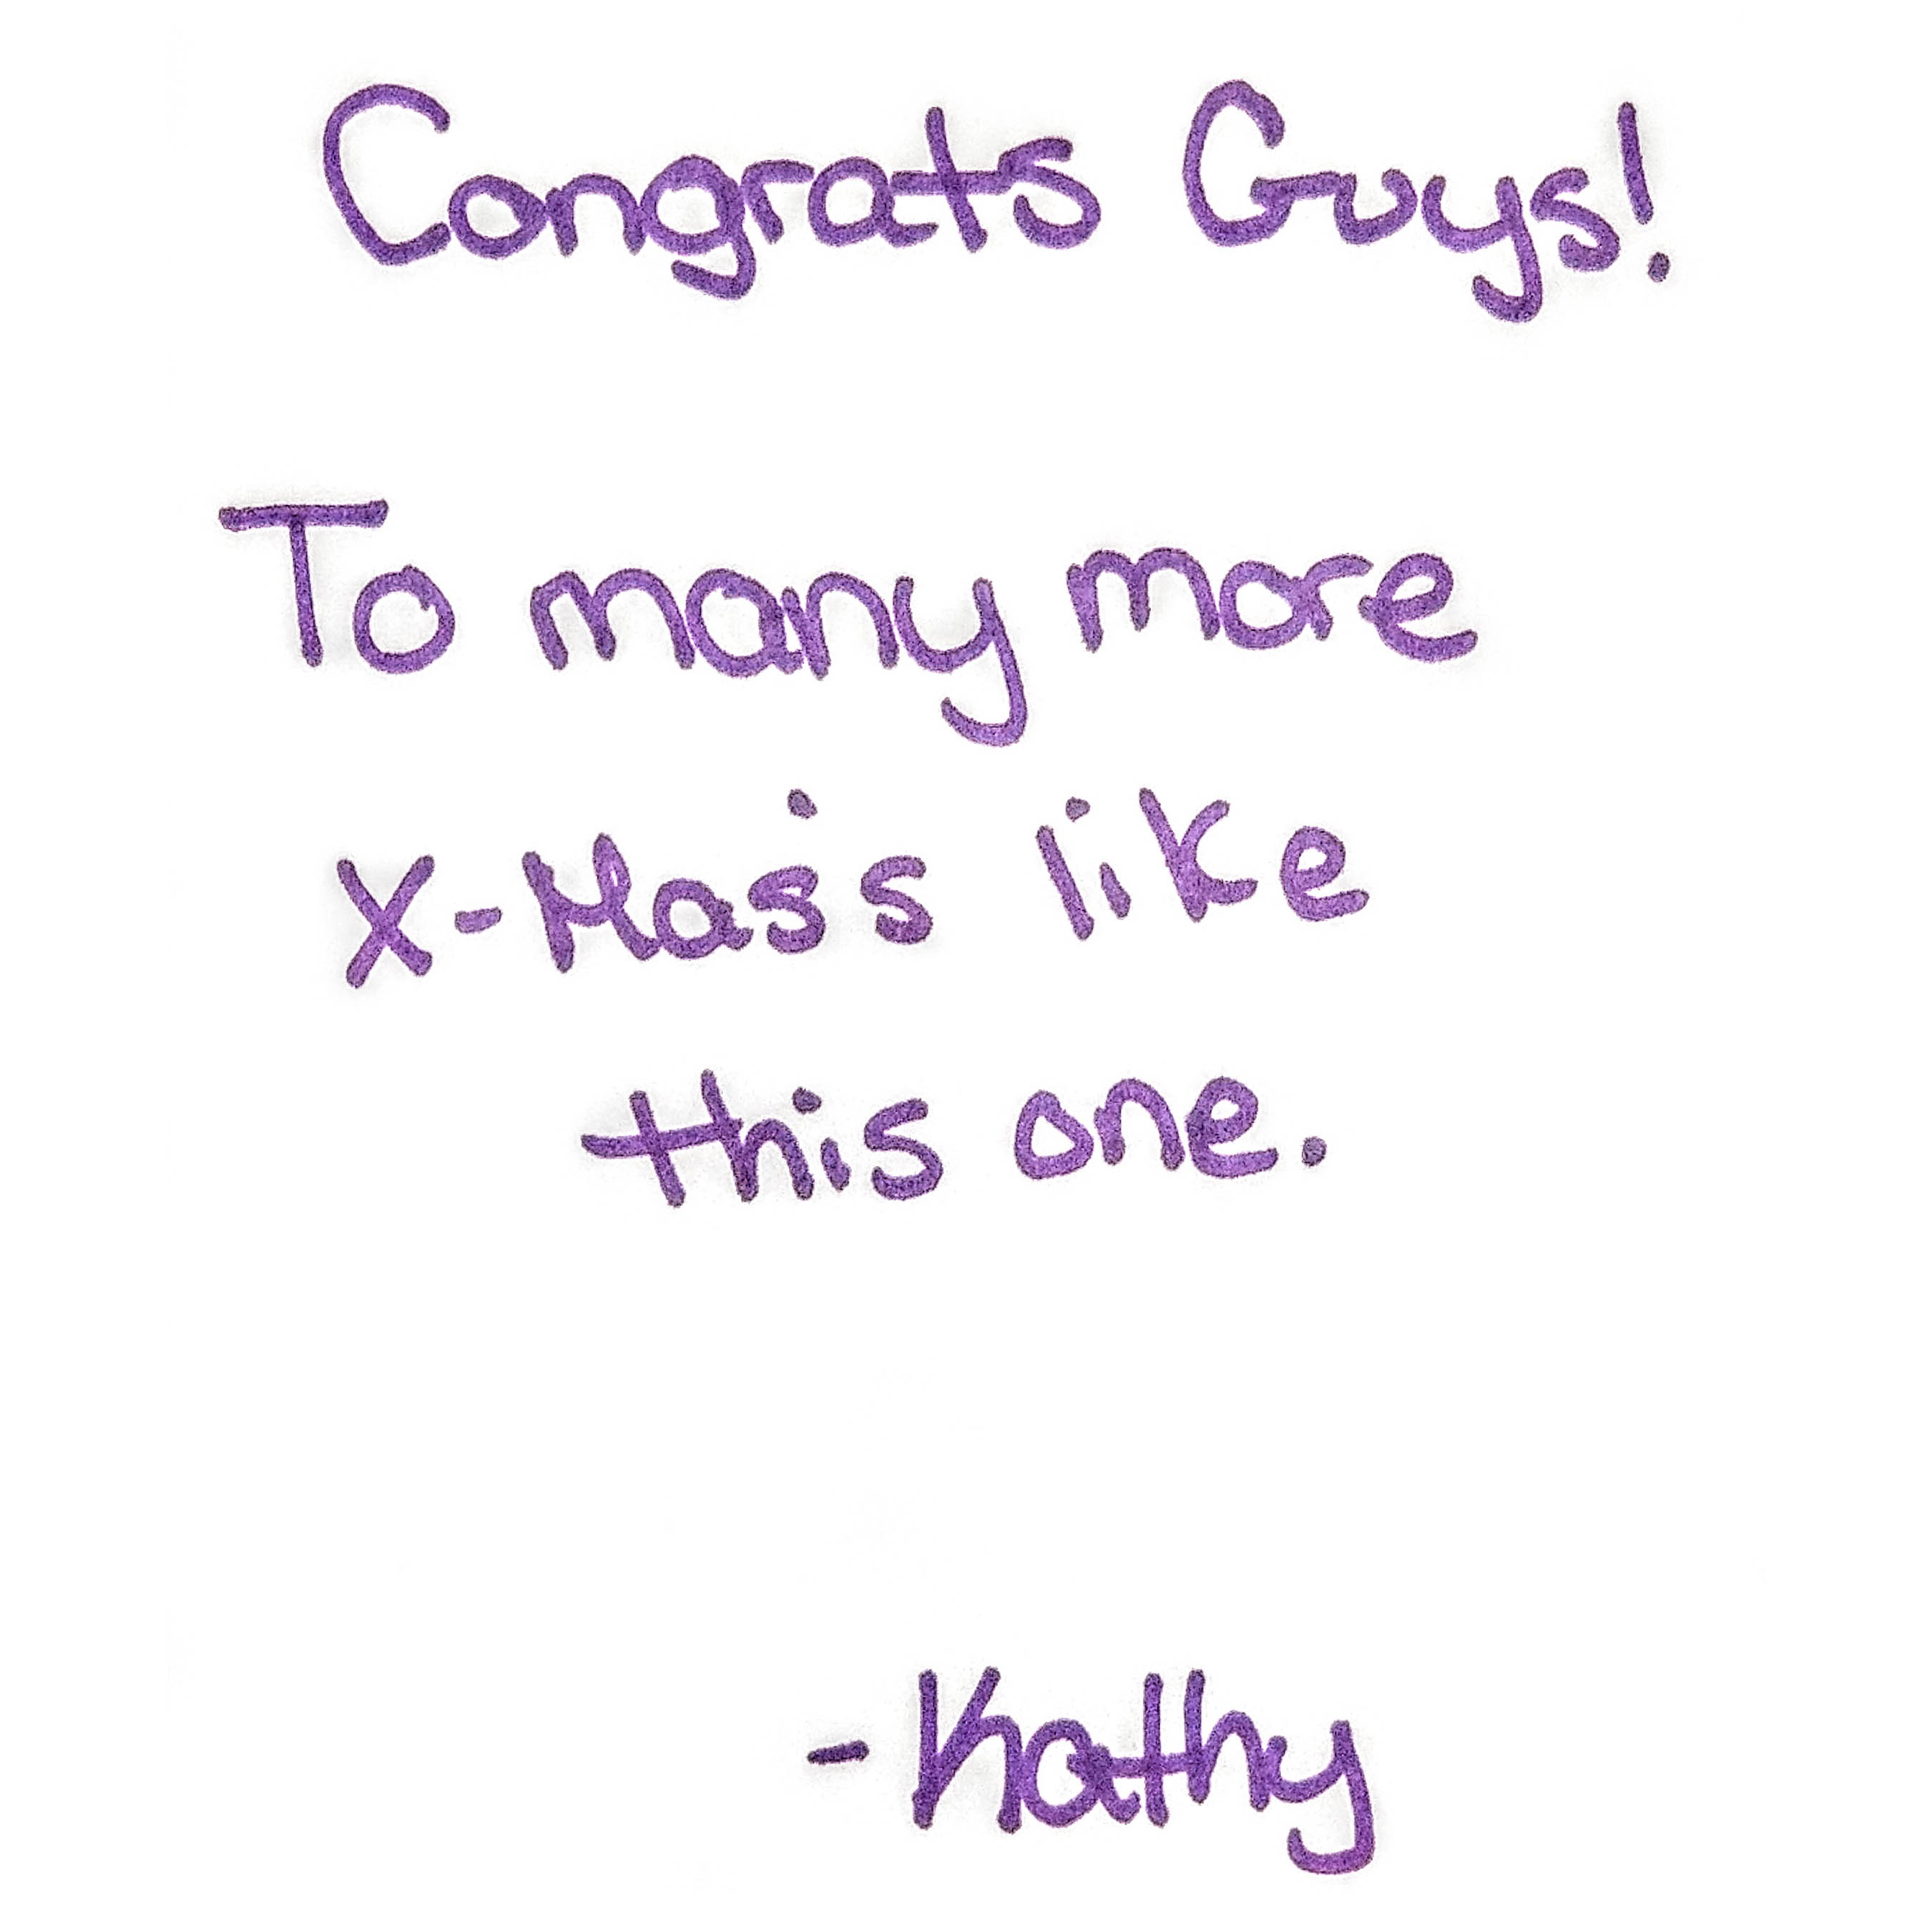 Congrats Guys!
To many more
X-Mas's like
this one.
-Kathy